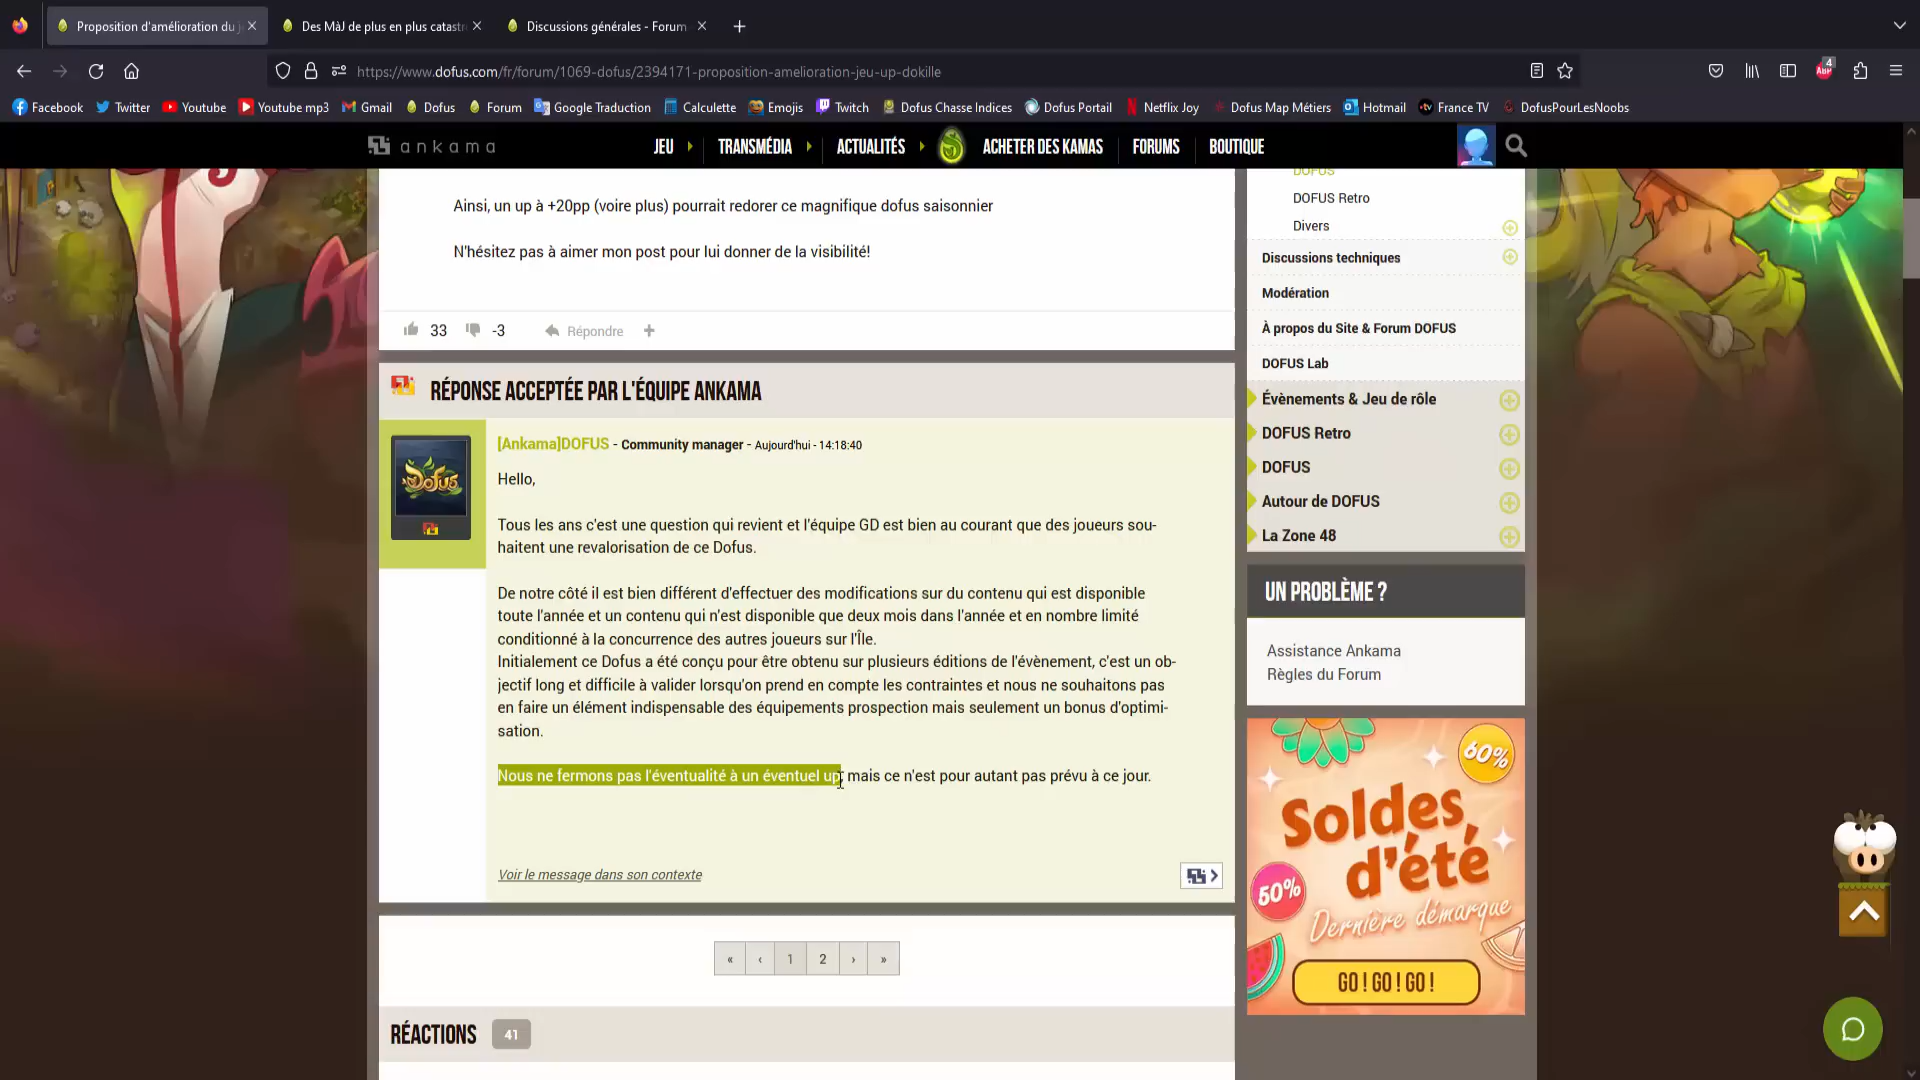 Proposition d'amélioration du j
Des MàJ de plus en plus catast
Discussions générales - Forum
https://www.dofus.com/fr/forum/1069-dofus/2394171-proposition-amelioration-jeu-up-dokille
4
ABP
Facebook Twitter Youtube Youtube mp3 Gmail Dofus Forum Google Traduction Calculette Emojis Twitch Dofus Chasse Indices Dofus Portail Netflix Joy Dofus Map Métiers Hotmail France TV DofusPourLesNoobs
ankama
JEU TRANSMÉDIA ACTUALITÉS ACHETER DES KAMAS FORUMS BOUTIQUE
Ainsi, un up à +20pp (voire plus) pourrait redorer ce magnifique dofus saisonnier
N'hésitez pas à aimer mon post pour lui donner de la visibilité!
33 -3 Répondre
RÉPONSE ACCEPTÉE PAR L'ÉQUIPE ANKAMA
DOFUS
[Ankama]DOFUS - Community manager - Aujourd'hui - 14:18:40
Hello,
Tous les ans c'est une question qui revient et l'équipe GD est bien au courant que des joueurs sou-
haitent une revalorisation de ce Dofus.
De notre côté il est bien différent d'effectuer des modifications sur du contenu qui est disponible
toute l'année et un contenu qui n'est disponible que deux mois dans l'année et en nombre limité
conditionné à la concurrence des autres joueurs sur l'Île.
Initialement ce Dofus a été conçu pour être obtenu sur plusieurs éditions de l'évènement, c'est un ob-
jectif long et difficile à valider lorsqu'on prend en compte les contraintes et nous ne souhaitons pas
en faire un élément indispensable des équipements prospection mais seulement un bonus d'optimi-
sation.
Nous ne fermons pas l'éventualité à un éventuel up, mais ce n'est pour autant pas prévu à ce jour.
Voir le message dans son contexte
« ‹ 1 2 › »
RÉACTIONS 41
DOFUS
DOFUS Retro
Divers
Discussions techniques
Modération
À propos du Site & Forum DOFUS
DOFUS Lab
Évènements & Jeu de rôle
DOFUS Retro
DOFUS
Autour de DOFUS
La Zone 48
UN PROBLÈME ?
Assistance Ankama
Règles du Forum
60%
Soldes
d'été
50%
Dernière démarque
GO ! GO ! GO !